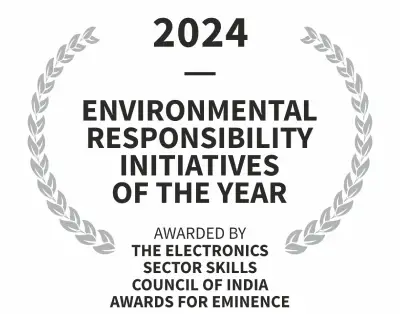 2024
—
ENVIRONMENTAL
RESPONSIBILITY
INITIATIVES
OF THE YEAR
AWARDED BY
THE ELECTRONICS
SECTOR SKILLS
COUNCIL OF INDIA
AWARDS FOR EMINENCE